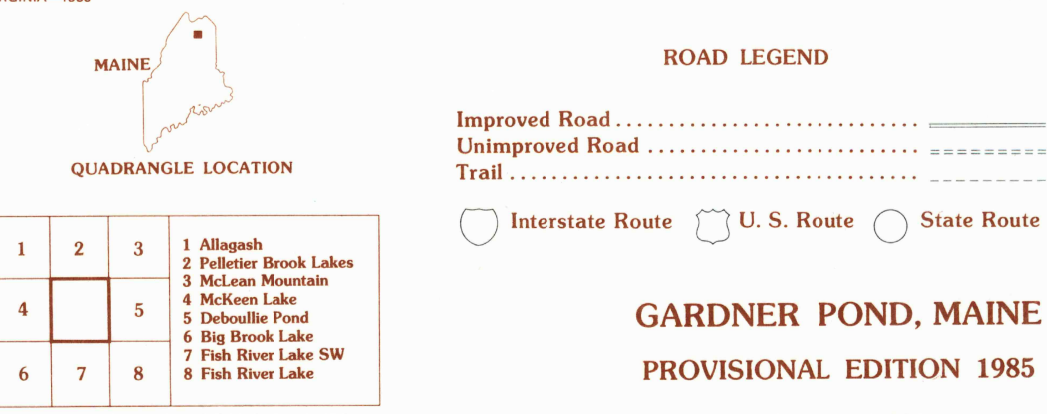 MAINE
QUADRANGLE LOCATION
1 2 3
4 5
6 7 8
1 Allagash
2 Pelletier Brook Lakes
3 McLean Mountain
4 McKeen Lake
5 Deboullie Pond
6 Big Brook Lake
7 Fish River Lake SW
8 Fish River Lake
ROAD LEGEND
Improved Road
Unimproved Road
Trail
Interstate Route U. S. Route State Route
GARDNER POND, MAINE
PROVISIONAL EDITION 1985